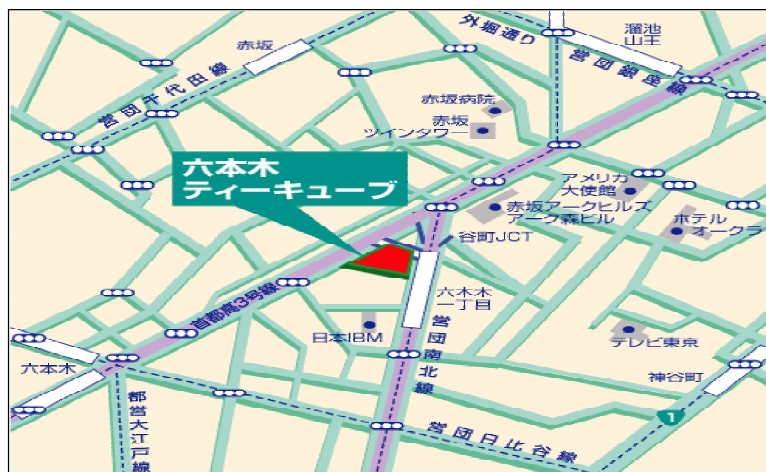 外堀通り
溜池
山王
赤坂
営団銀座線
営団千代田線
赤坂病院
赤坂
ツインタワー
六本木
ティーキューブ
アメリカ
大使館
赤坂アークヒルズ
アーク森ビル
ホテル
オークラ
谷町JCT
首都高3号線
六本木
一丁目
日本IBM
営団南北線
テレビ東京
六本木
神谷町
都営大江戸線
1
営団日比谷線